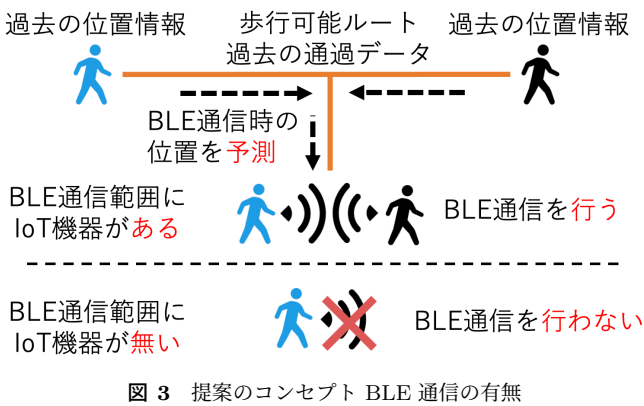 過去の位置情報
歩行可能ルート
過去の通過データ
過去の位置情報
BLE通信時の
位置を予測
BLE通信範囲に
IoT機器がある
BLE通信を行う
BLE通信範囲に
IoT機器が無い
BLE通信を行わない
図 3 提案のコンセプト BLE 通信の有無